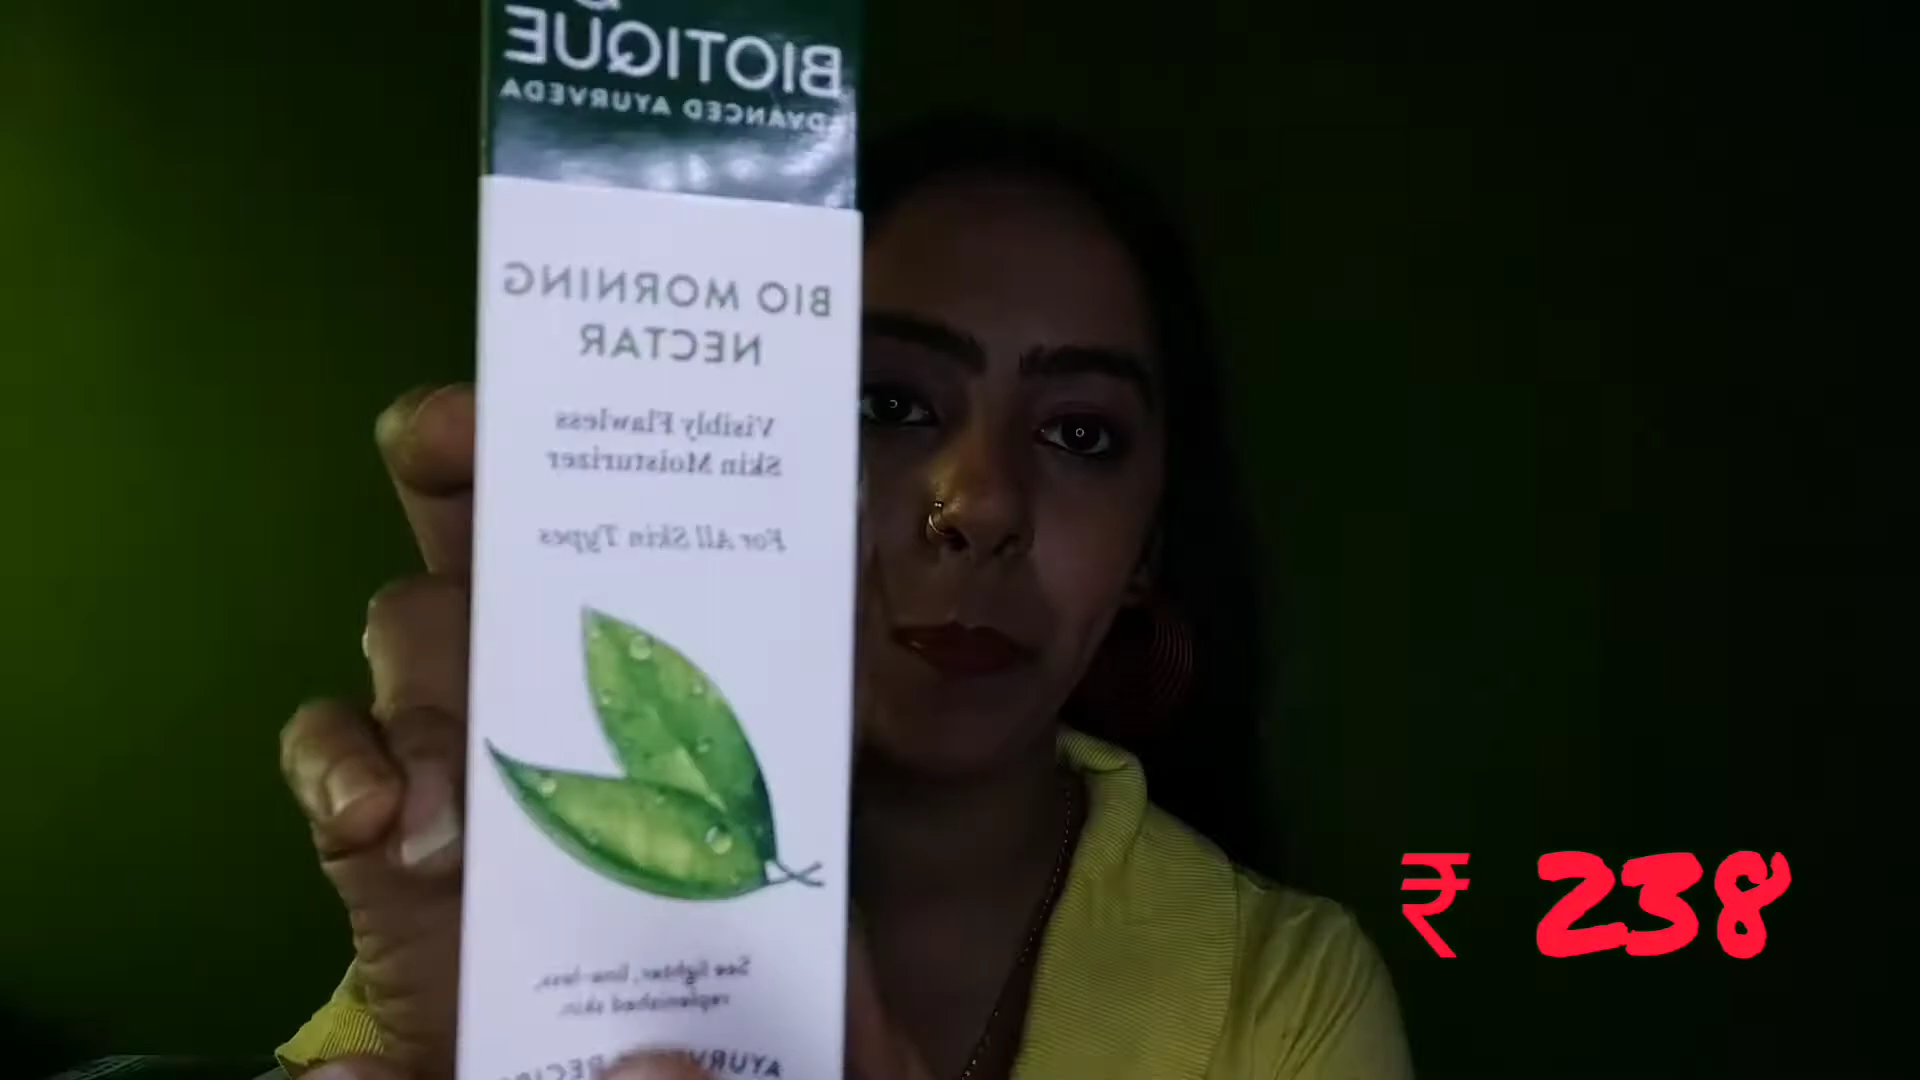 BIOTIQUE
ADVANCED AYURVEDA
BIO MORNING
NECTAR
Visibly Flawless
Skin Moisturizer
For All Skin Types
See lighter, line-less,
replenished skin.
₹ 238